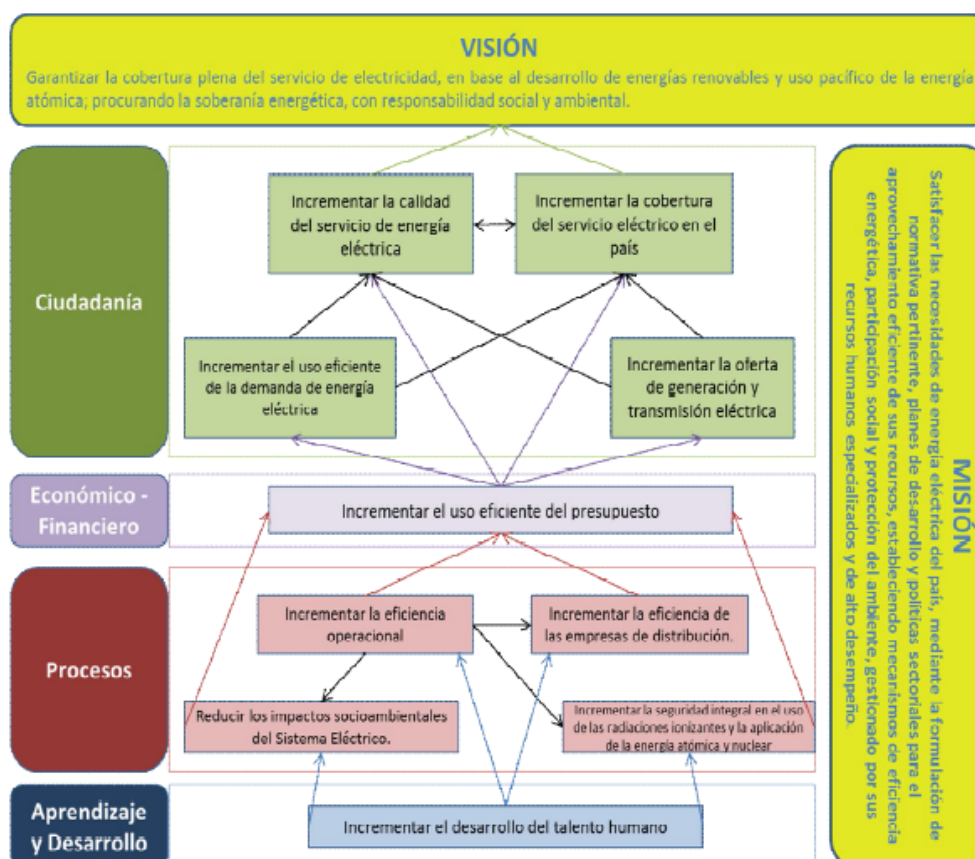 VISIÓN
Garantizar la cobertura plena del servicio de electricidad, en base al desarrollo de energías renovables y uso pacífico de la energía
atómica; procurando la soberanía energética, con responsabilidad social y ambiental.
Ciudadanía
Incrementar la calidad
del servicio de energía
eléctrica
Incrementar la cobertura
del servicio eléctrico en el
país
Incrementar el uso eficiente
de la demanda de energía
eléctrica
Incrementar la oferta
de generación y
transmisión eléctrica
Económico -
Financiero
Incrementar el uso eficiente del presupuesto
Procesos
Incrementar la eficiencia
operacional
Incrementar la eficiencia de
las empresas de distribución.
Reducir los impactos socioambientales
del Sistema Eléctrico.
Incrementar la seguridad integral en el uso
de las radiaciones ionizantes y la aplicación
de la energía atómica y nuclear
Aprendizaje
y Desarrollo
Incrementar el desarrollo del talento humano
MISIÓN
Satisfacer las necesidades de energía eléctrica del país, mediante la formulación de
normativa pertinente, planes de desarrollo y políticas sectoriales para el
aprovechamiento eficiente de sus recursos, estableciendo mecanismos de eficiencia
energética, participación social y protección del ambiente, gestionado por sus
recursos humanos especializados y de alto desempeño.